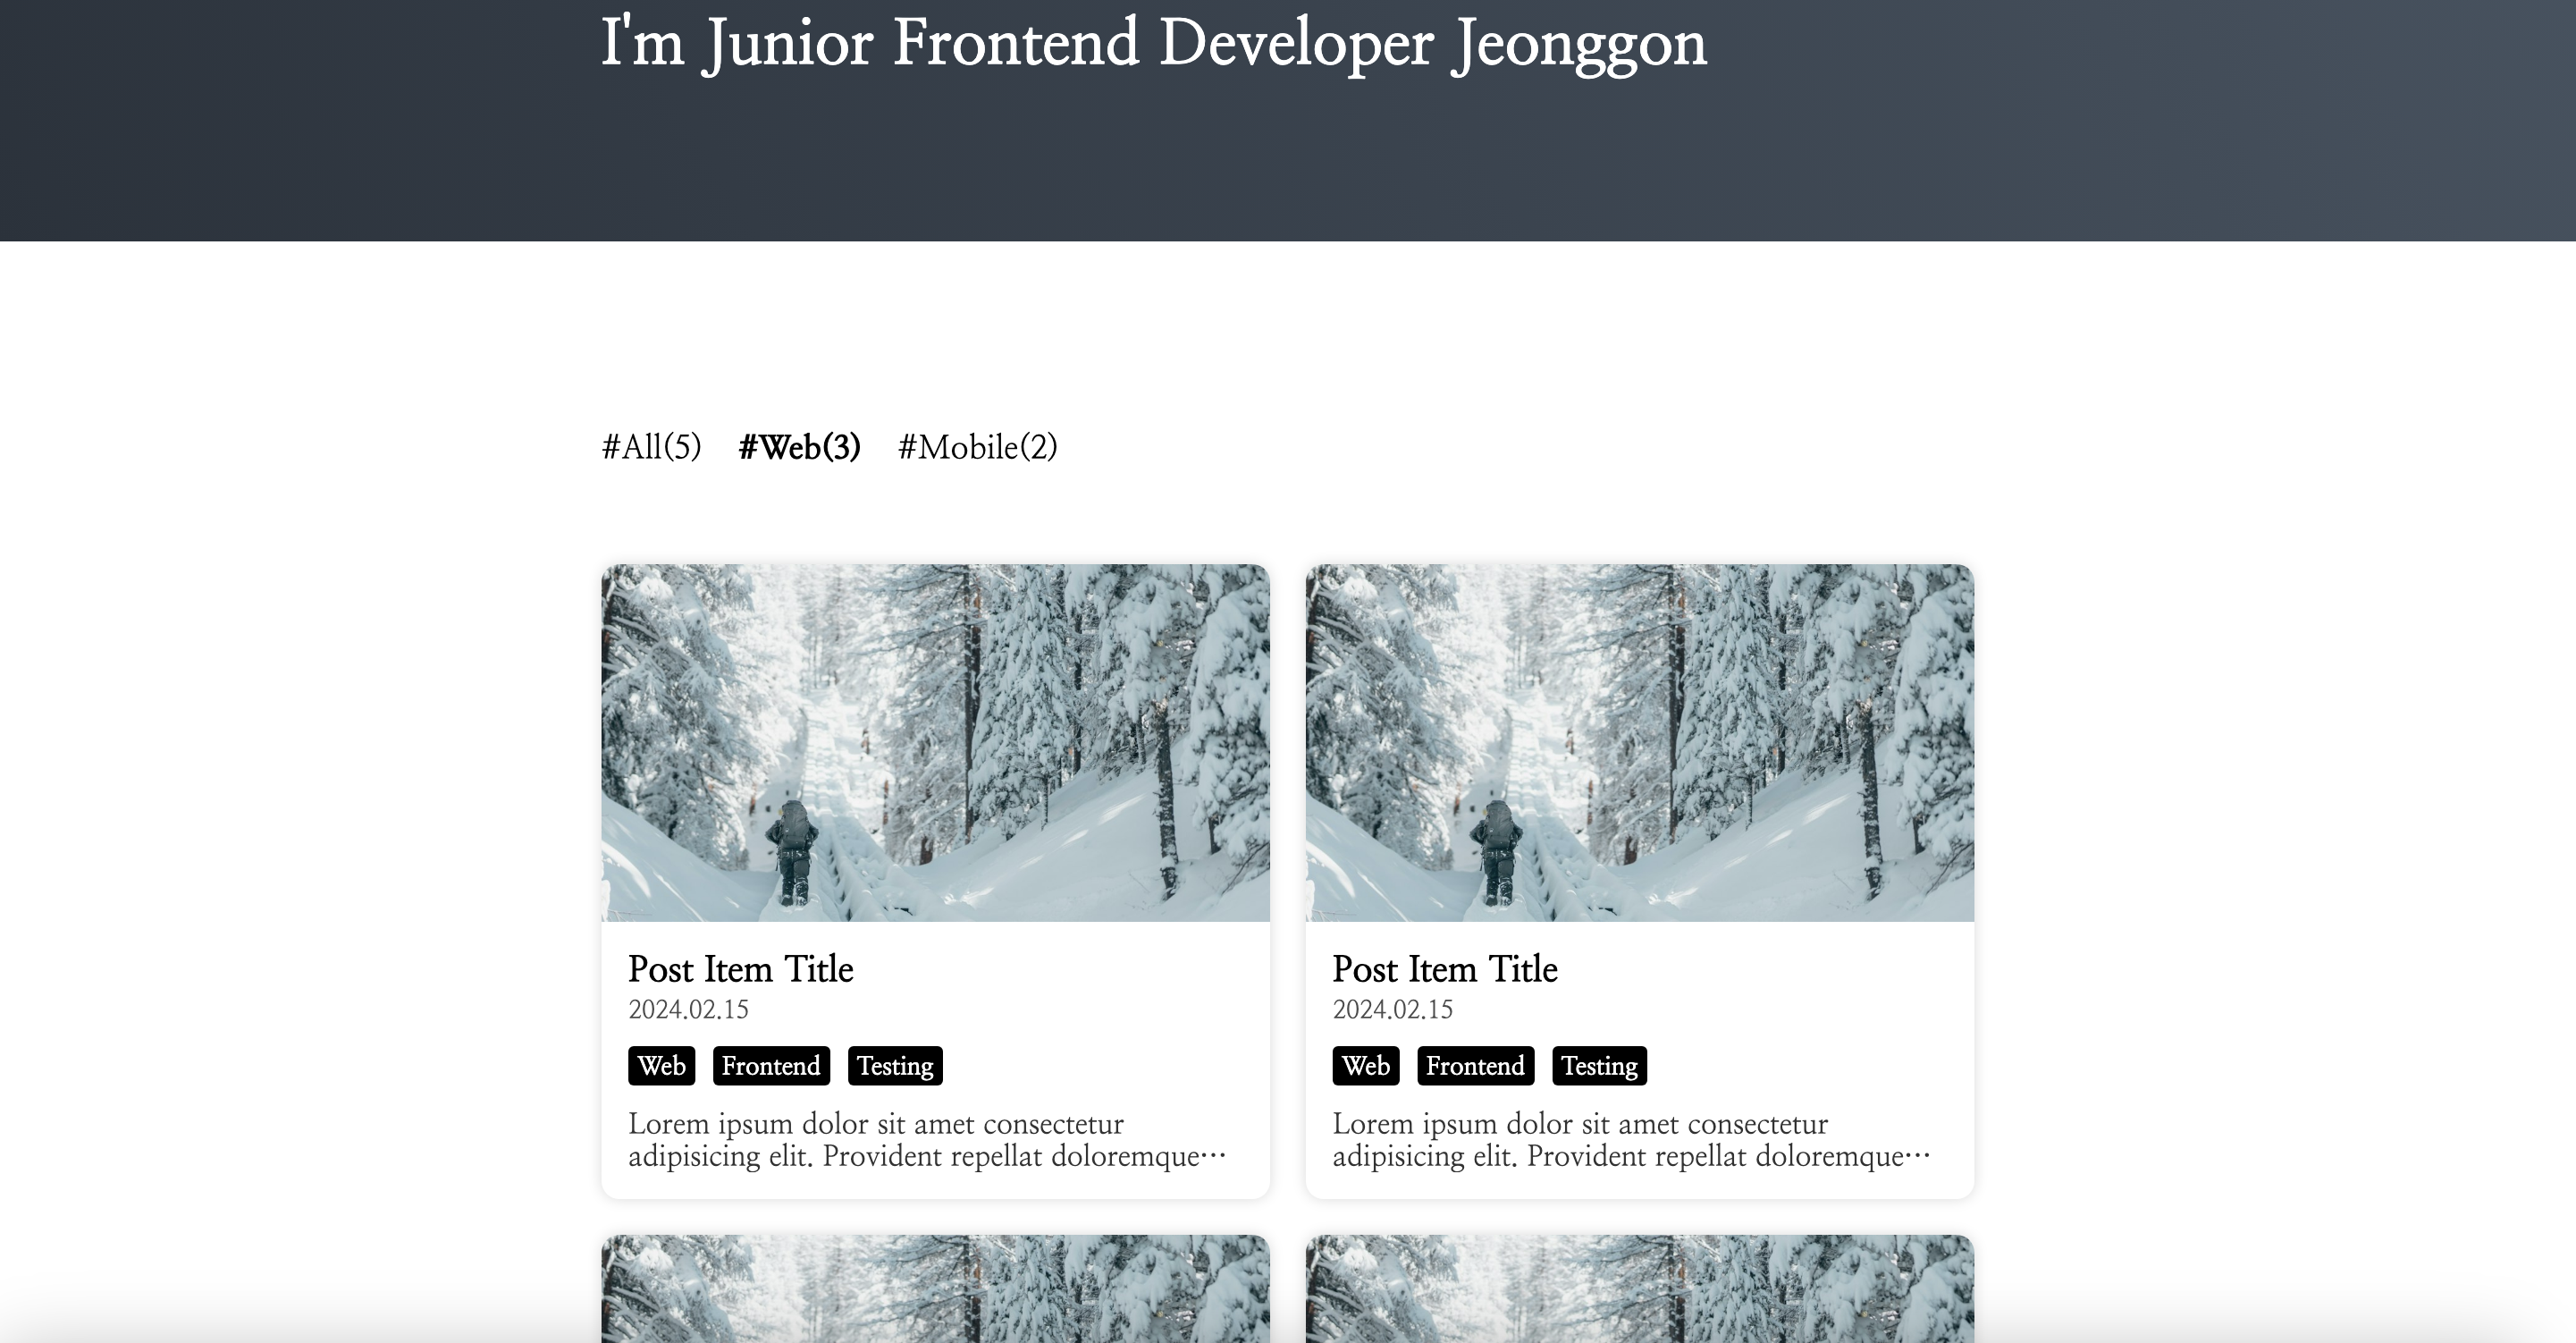 I'm Junior Frontend Developer Jeonggon
#All(5) #Web(3) #Mobile(2)
Post Item Title
2024.02.15
Web Frontend Testing
Lorem ipsum dolor sit amet consectetur
adipisicing elit. Provident repellat doloremque…
Post Item Title
2024.02.15
Web Frontend Testing
Lorem ipsum dolor sit amet consectetur
adipisicing elit. Provident repellat doloremque…